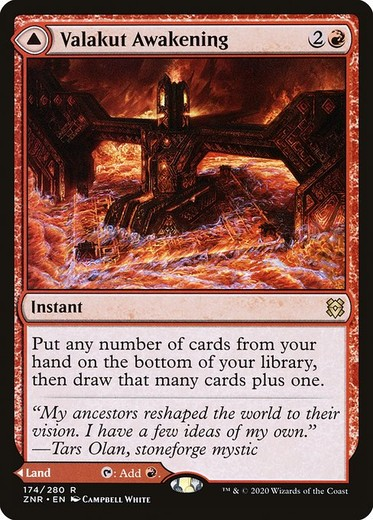 Valakut Awakening 2
Instant
Put any number of cards from your
hand on the bottom of your library,
then draw that many cards plus one.
“My ancestors reshaped the world to their
vision. I have a few ideas of my own.”
—Tars Olan, stoneforge mystic
Land : Add
174/280 R
ZNR • EN Campbell White
™ & © 2020 Wizards of the Coast